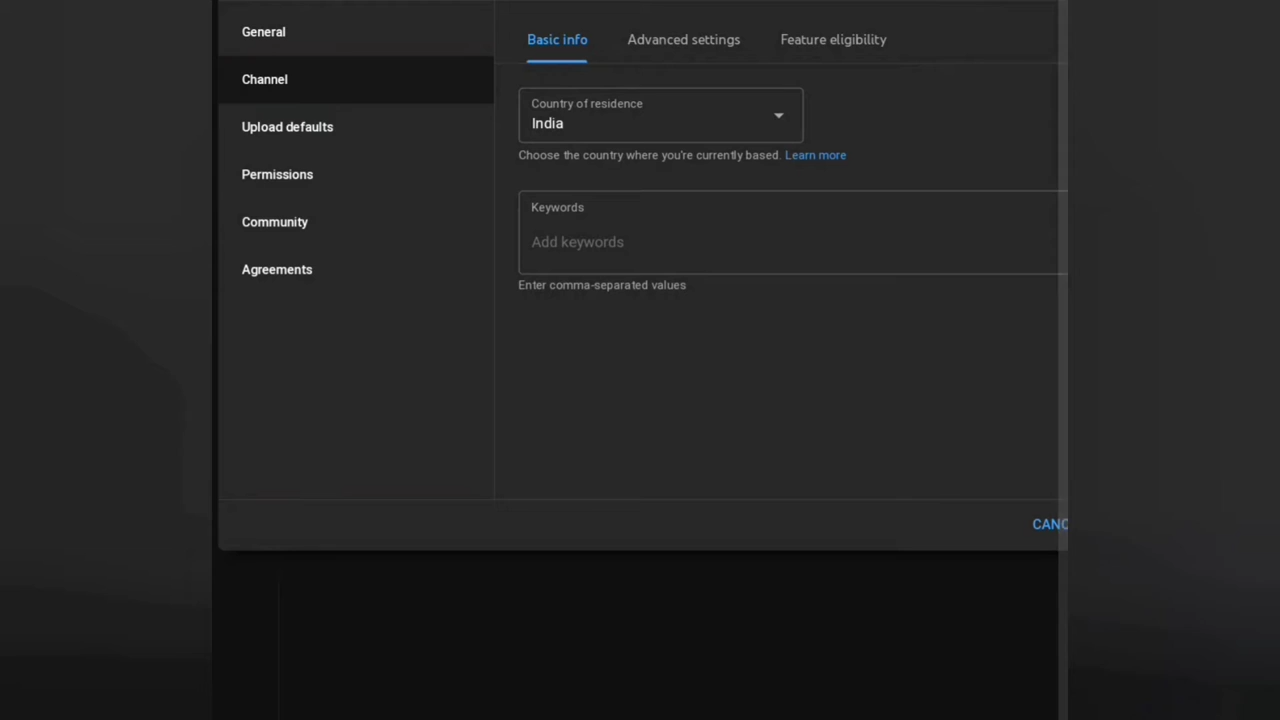 General
Channel
Upload defaults
Permissions
Community
Agreements
Basic info Advanced settings Feature eligibility
Country of residence
India
Choose the country where you're currently based. Learn more
Keywords
Add keywords
Enter comma-separated values
CANC